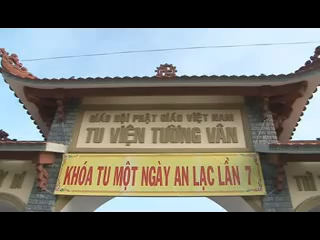 GIÁO HỘI PHẬT GIÁO VIỆT NAM
TU VIỆN TƯỜNG VÂN
KHÓA TU MỘT NGÀY AN LẠC LẦN 7